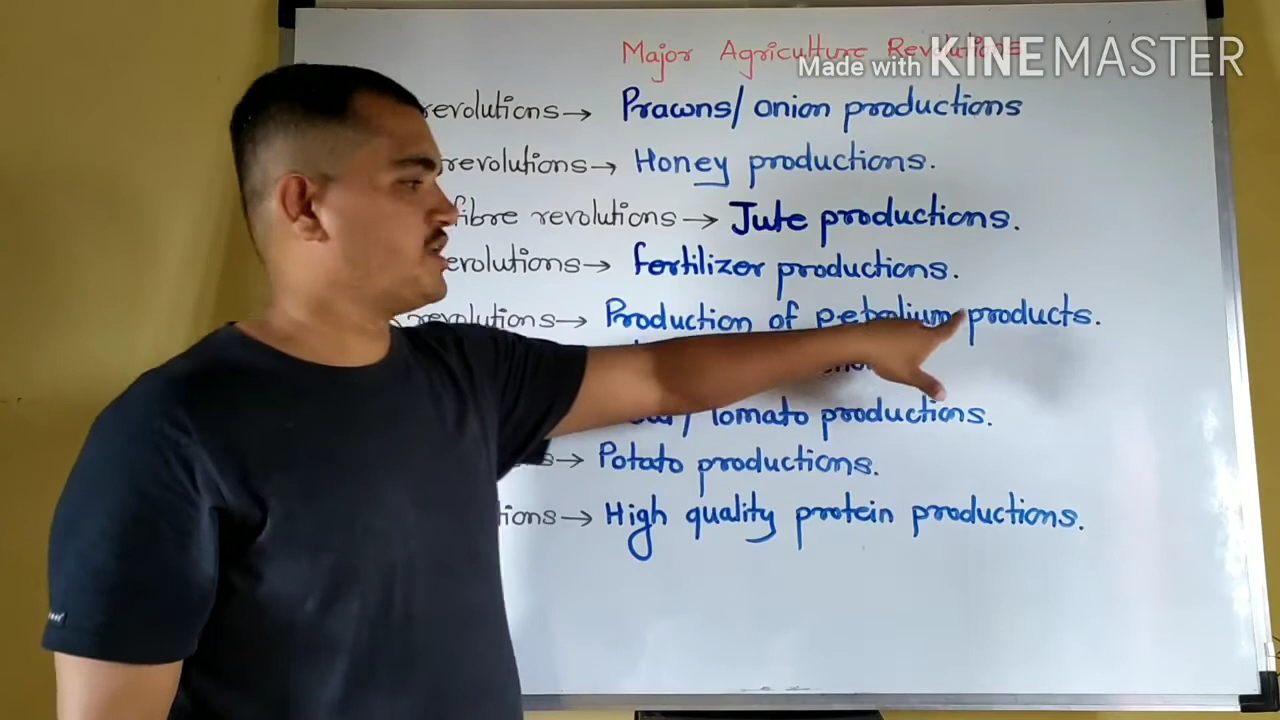 Major Agriculture Revolutions
Made with KINEMASTER
revolutions → Prawns/ onion productions
revolutions → Honey productions.
fibre revolutions → Jute productions.
evolutions → fertilizer productions.
revolutions → Production of petrolium products.
Tomato productions.
→ Potato productions.
tions → High quality protein productions.